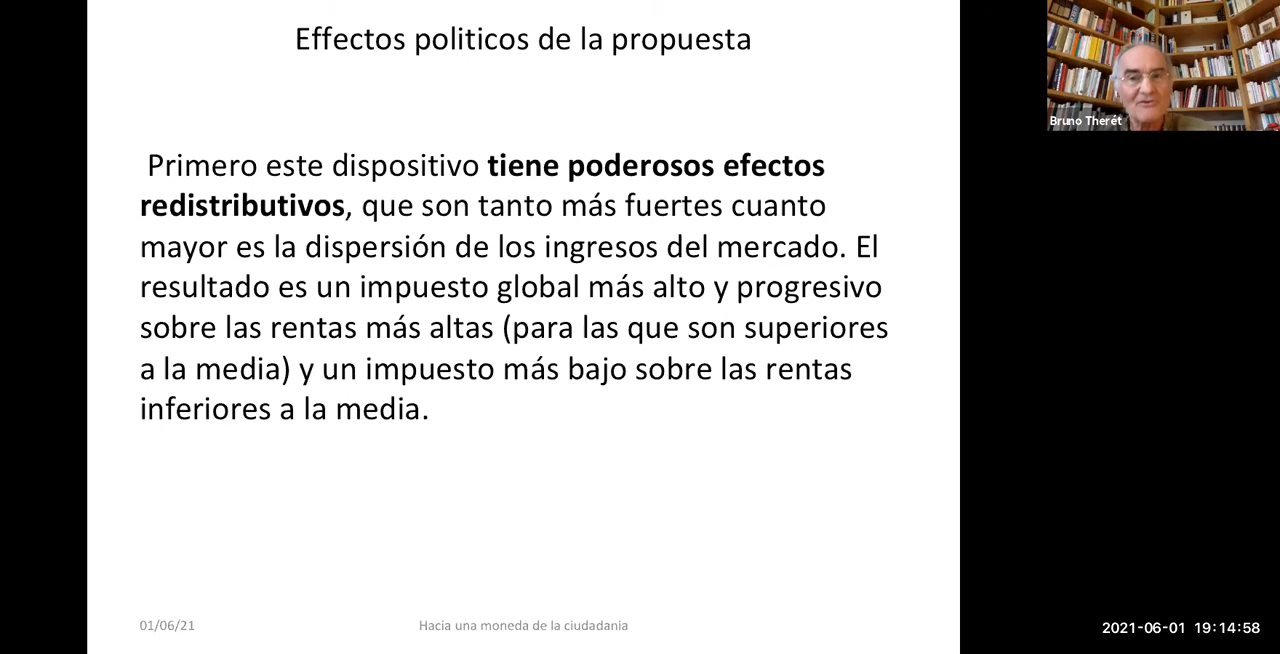 Effectos politicos de la propuesta
Bruno Therét
Primero este dispositivo tiene poderosos efectos
redistributivos, que son tanto más fuertes cuanto
mayor es la dispersión de los ingresos del mercado. El
resultado es un impuesto global más alto y progresivo
sobre las rentas más altas (para las que son superiores
a la media) y un impuesto más bajo sobre las rentas
inferiores a la media.
01/06/21
Hacia una moneda de la ciudadania
2021-06-01 19:14:58